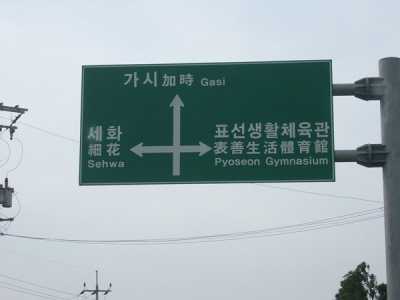 가시 加時 Gasi
세화
細花
Sehwa
표선생활체육관
表善生活體育館
Pyoseon Gymnasium